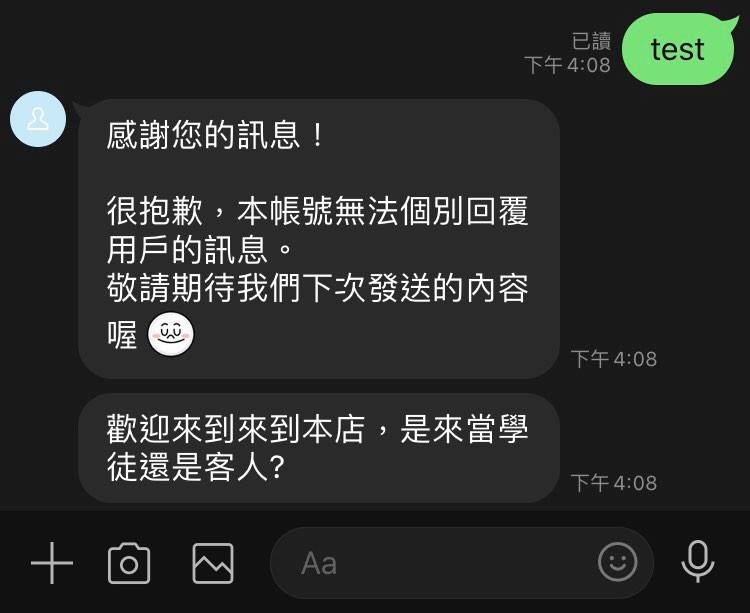 已讀
下午 4:08
test
感謝您的訊息！
很抱歉，本帳號無法個別回覆
用戶的訊息。
敬請期待我們下次發送的內容
喔
下午 4:08
歡迎來到來到本店，是來當學
徒還是客人?
下午 4:08
Aa